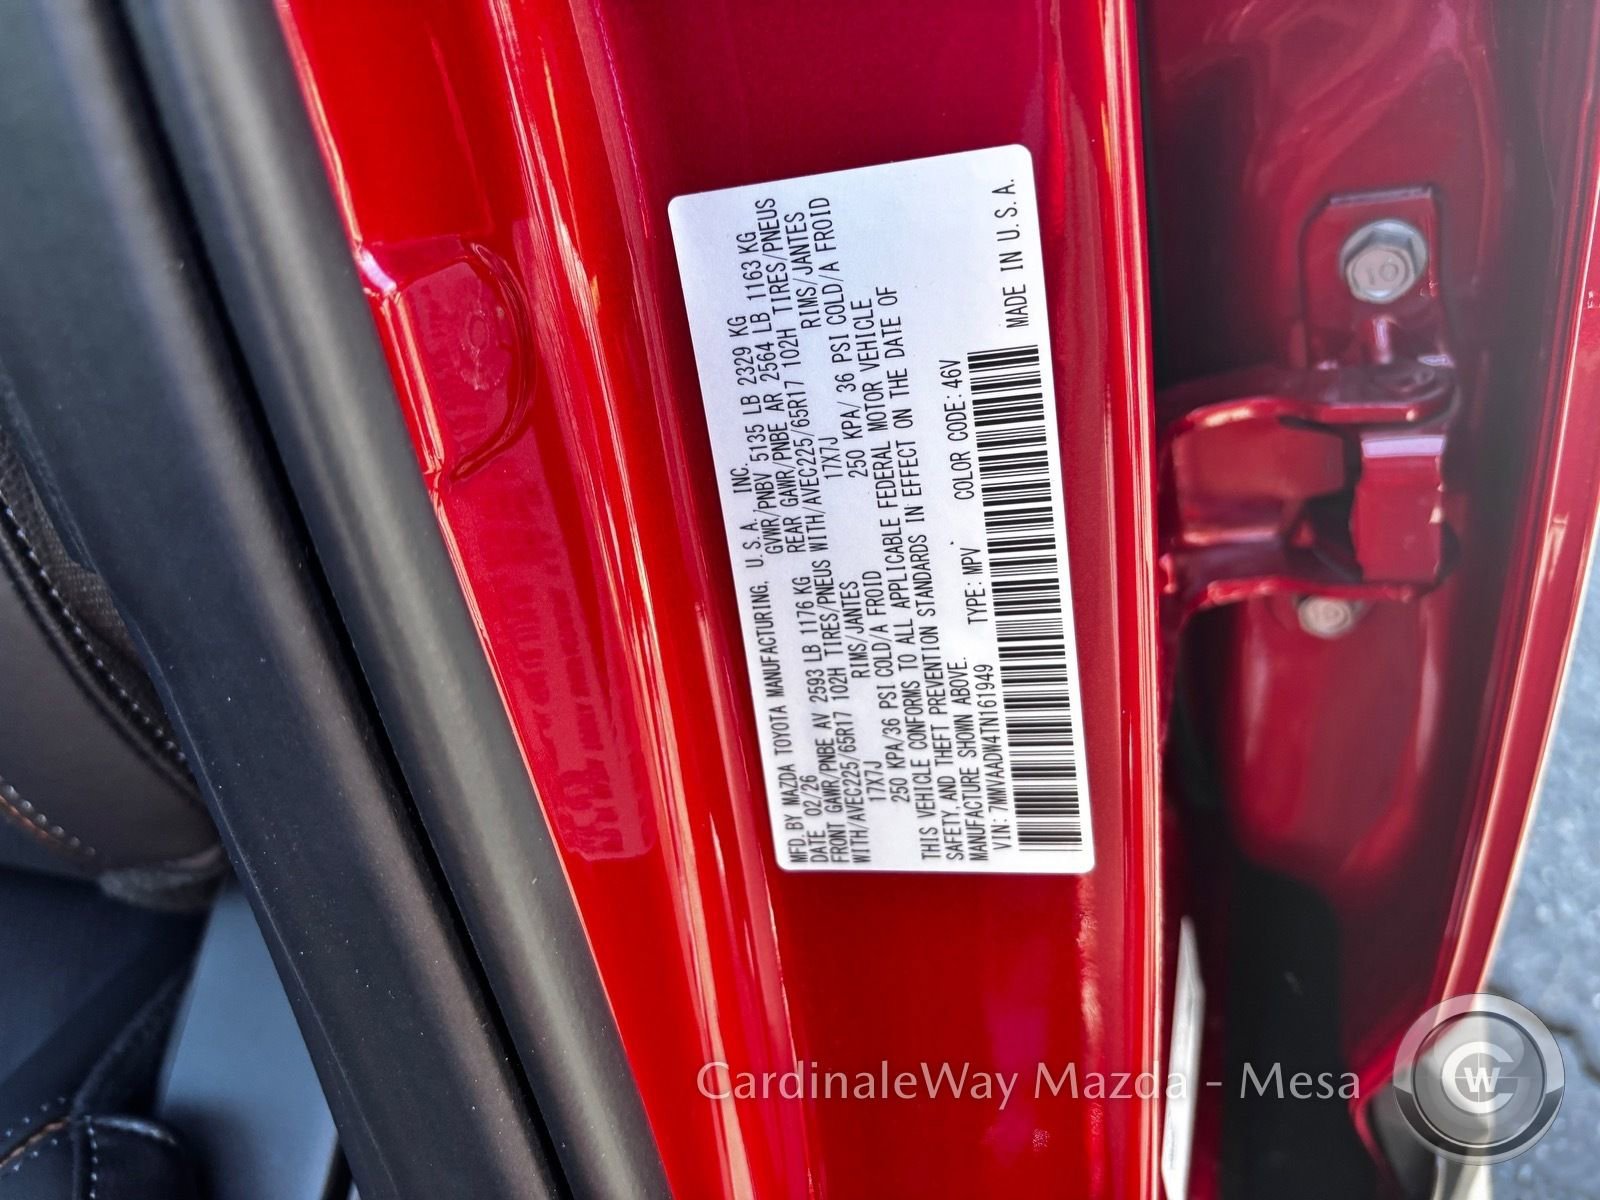 MFD. BY MAZDA TOYOTA MANUFACTURING, U.S.A. INC.
DATE 02/26 GVWR/PNBV 5135 LB 2329 KG
FRONT GAWR/PNBE AV 2593 LB 1176 KG REAR GAWR/PNBE AR 2564 LB 1163 KG
WITH/AVEC225/65R17 102H TIRES/PNEUS WITH/AVEC225/65R17 102H TIRES/PNEUS
17X7J RIMS/JANTES 17X7J RIMS/JANTES
250 KPA/36 PSI COLD/A FROID 250 KPA/ 36 PSI COLD/A FROID
THIS VEHICLE CONFORMS TO ALL APPLICABLE FEDERAL MOTOR VEHICLE
SAFETY, AND THEFT PREVENTION STANDARDS IN EFFECT ON THE DATE OF
MANUFACTURE SHOWN ABOVE.
VIN: 7MMVAADW4TN161949 TYPE: MPV COLOR CODE: 46V
MADE IN U.S.A.
10
CardinaleWay Mazda - Mesa
CW